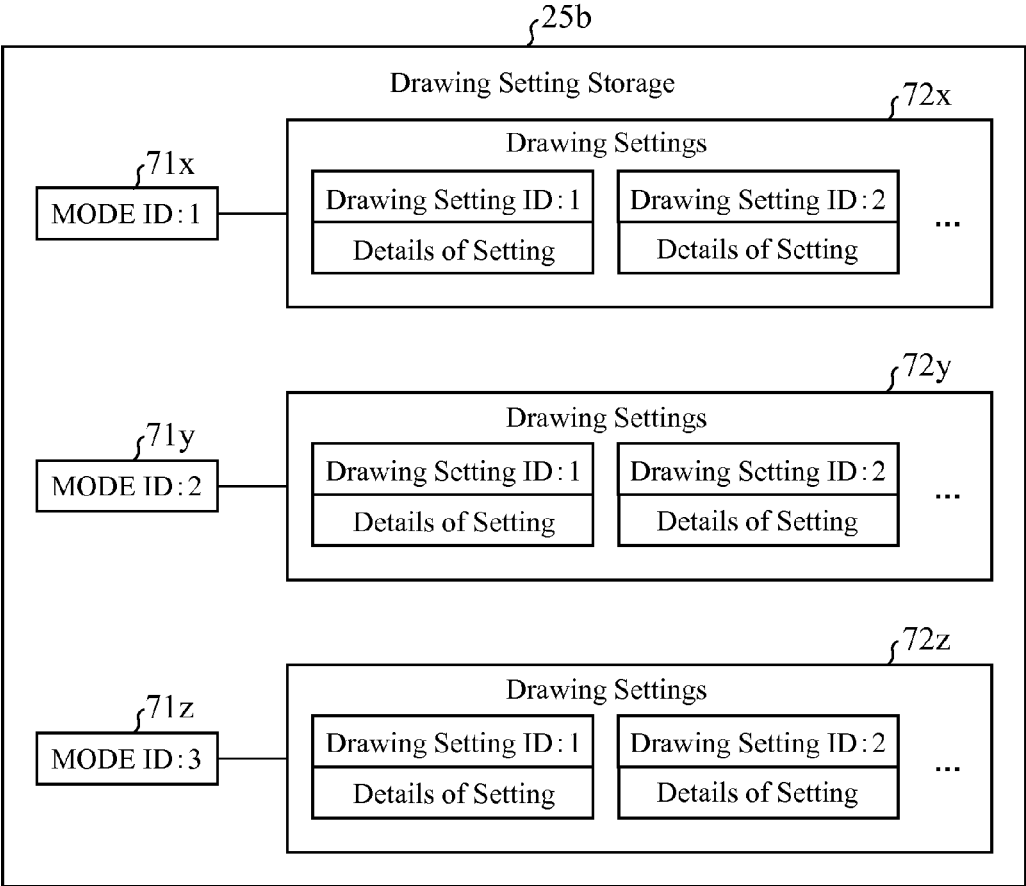 25b
Drawing Setting Storage
72x
Drawing Settings
71x
MODE ID: 1
Drawing Setting ID: 1
Drawing Setting ID: 2
...
Details of Setting
Details of Setting
72y
Drawing Settings
71y
MODE ID: 2
Drawing Setting ID: 1
Drawing Setting ID: 2
...
Details of Setting
Details of Setting
72z
Drawing Settings
71z
MODE ID: 3
Drawing Setting ID: 1
Drawing Setting ID: 2
...
Details of Setting
Details of Setting